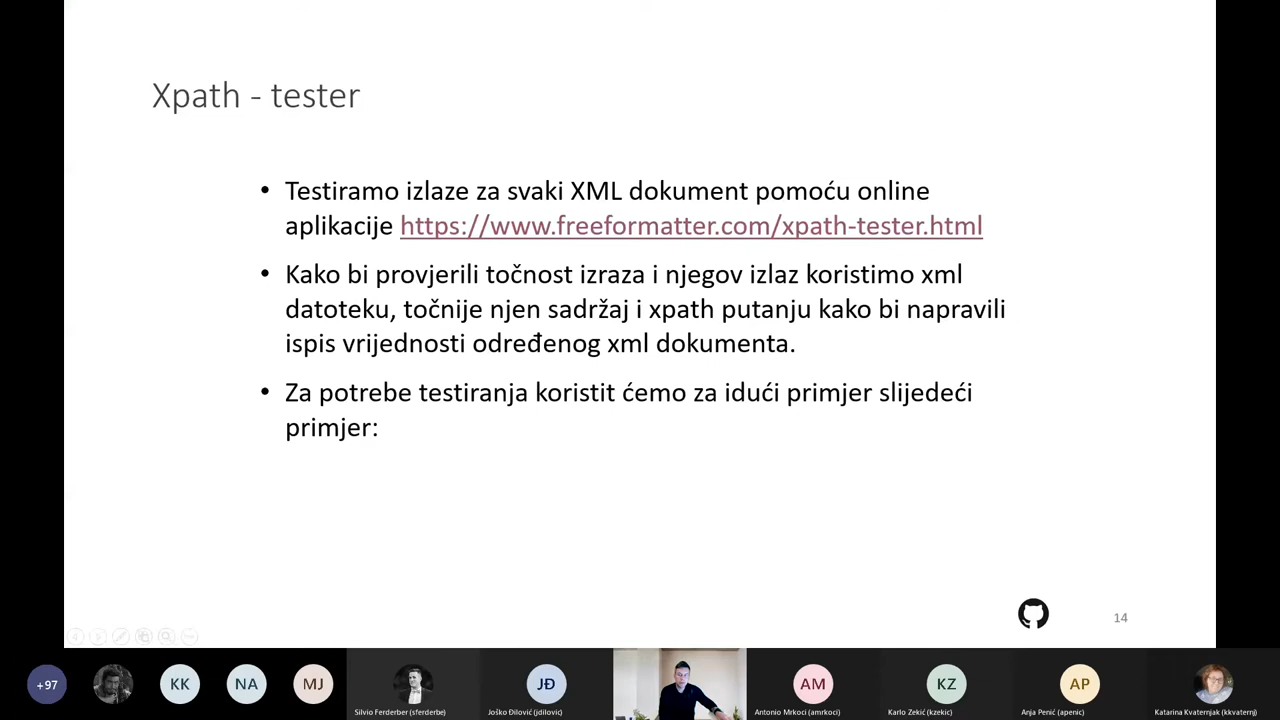 Xpath - tester
• Testiramo izlaze za svaki XML dokument pomoću online
aplikacije https://www.freeformatter.com/xpath-tester.html
• Kako bi provjerili točnost izraza i njegov izlaz koristimo xml
datoteku, točnije njen sadržaj i xpath putanju kako bi napravili
ispis vrijednosti određenog xml dokumenta.
• Za potrebe testiranja koristit ćemo za idući primjer slijedeći
primjer:
14
+97
KK
NA
MJ
JĐ
AM
KZ
AP
Silvio Ferderber (sferderbe)
Joško Đilović (jdilovic)
Antonio Mrkoci (amrkoci)
Karlo Zekić (kzekic)
Anja Penić (apenic)
Katarina Kvaternjak (kkvaternj)